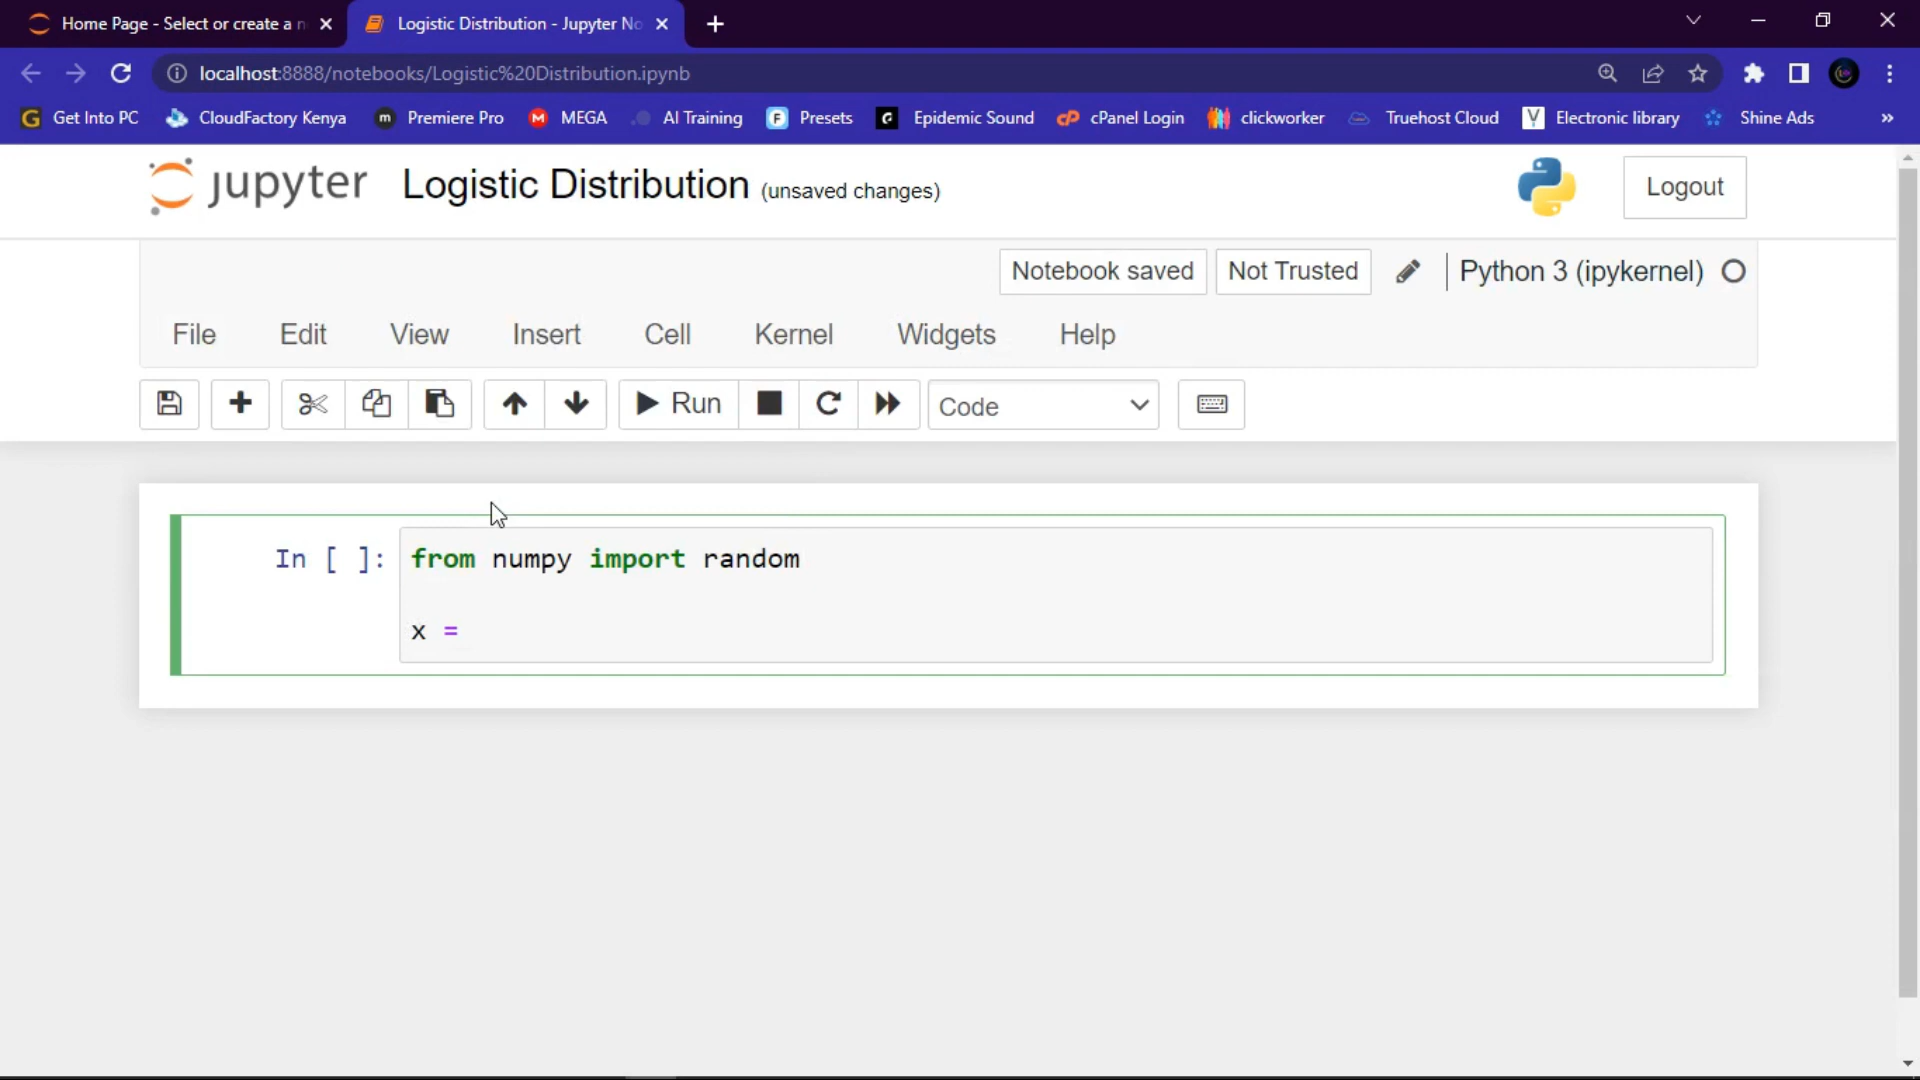 Home Page - Select or create a n
Logistic Distribution - Jupyter No
localhost:8888/notebooks/Logistic%20Distribution.ipynb
Get Into PC
CloudFactory Kenya
Premiere Pro
MEGA
AI Training
Presets
Epidemic Sound
cPanel Login
clickworker
Truehost Cloud
Electronic library
Shine Ads
»
jupyter Logistic Distribution (unsaved changes)
Logout
Notebook saved
Not Trusted
Python 3 (ipykernel)
File Edit View Insert Cell Kernel Widgets Help
Run
Code
In [ ]: from numpy import random
x =